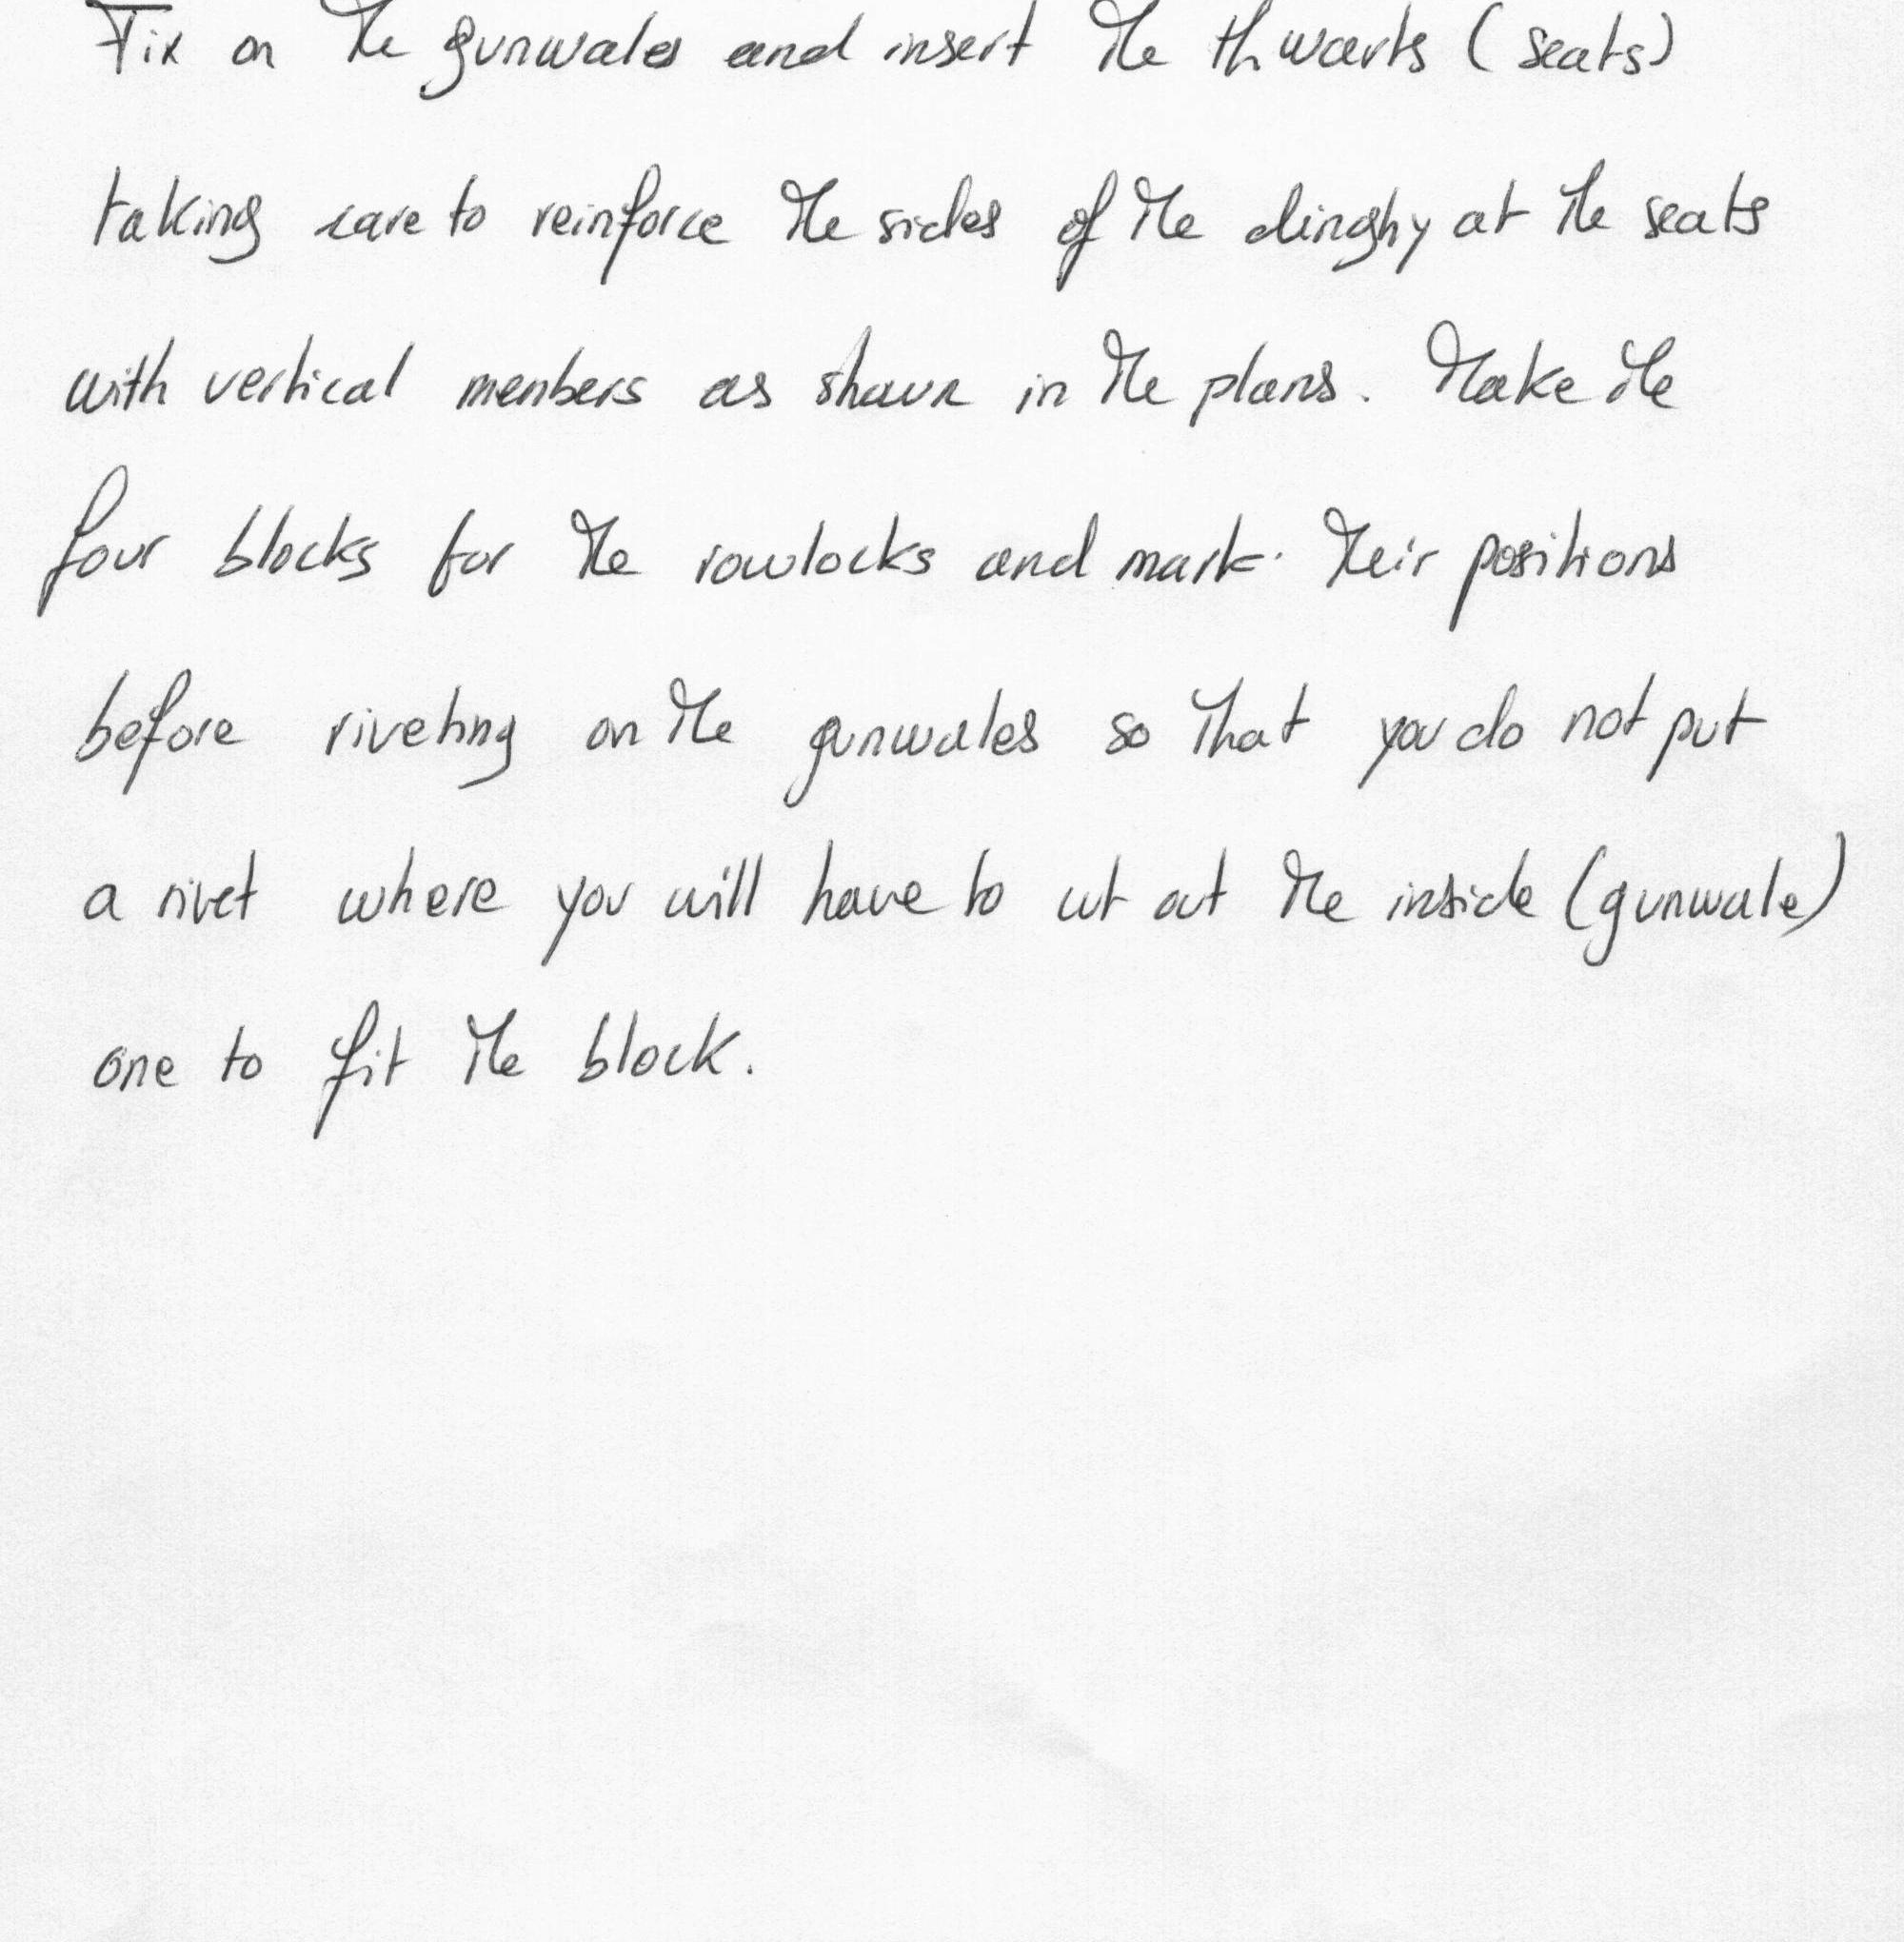 Fix on the gunwales and insert the thwarts (seats)
taking care to reinforce the sides of the dinghy at the seats
with vertical members as shown in the plans. Make the
four blocks for the rowlocks and mark their positions
before riveting on the gunwales so that you do not put
a rivet where you will have to cut out the inside (gunwale)
one to fit the block.